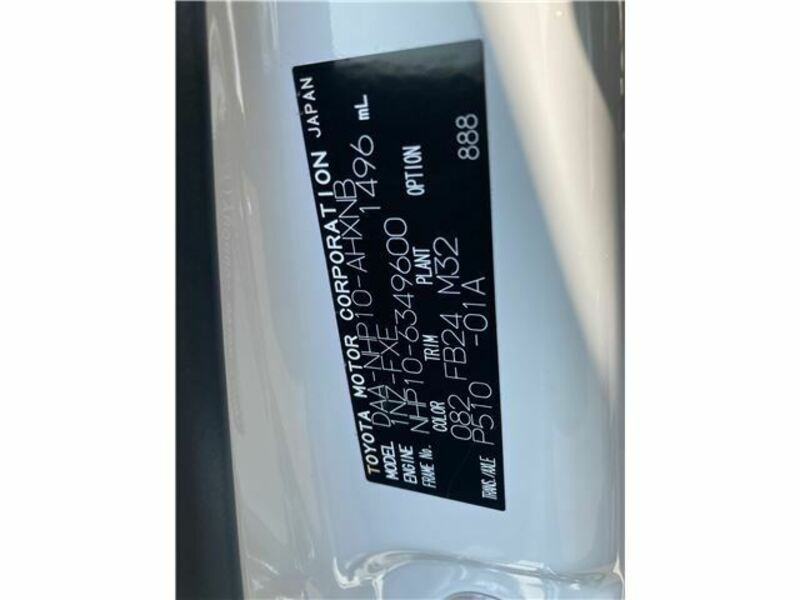 TOYOTA MOTOR CORPORATION JAPAN
MODEL DAA-NHP10-AHXNB
ENGINE 1NZ-FXE 1496 mL
FRAME No. NHP10-6349600
COLOR TRIM PLANT OPTION
082 FB24 M32 888
TRANS./AXLE P510 -01A